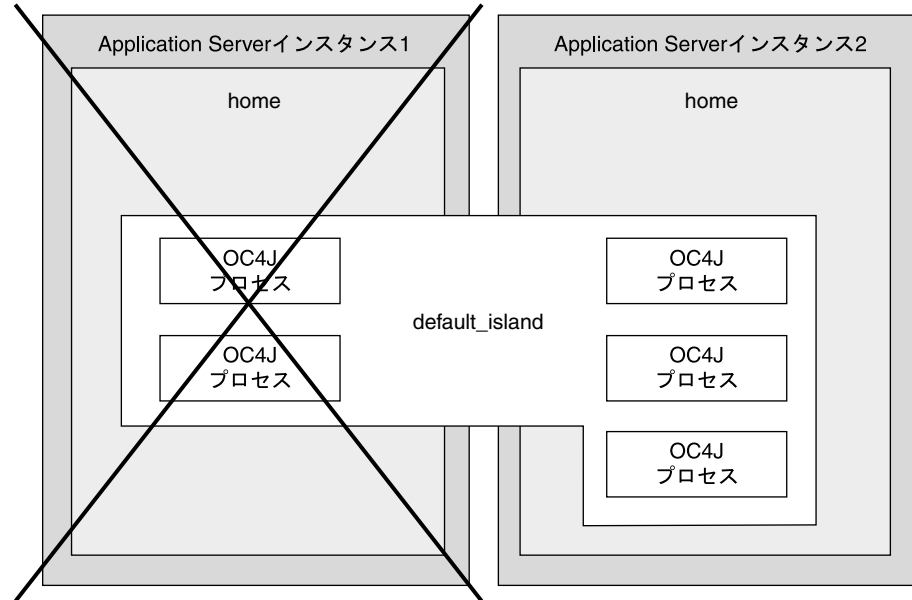 Application Serverインスタンス1
home
OC4J
プロセス
OC4J
プロセス
default_island
Application Serverインスタンス2
home
OC4J
プロセス
OC4J
プロセス
OC4J
プロセス